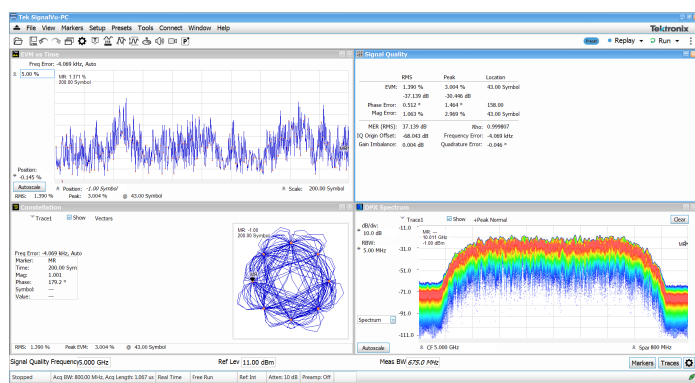 Tek SignalVu-PC
File View Markers Setup Presets Tools Connect Window Help
Tektronix
Replay Run
EVM vs Time
Freq Error: -4.069 kHz, Auto
5.00 %
MR: 1.371 %
200.00 Symbol
Position:
-0.145 %
Autoscale
Position: -1.00 Symbol
Scale: 200.00 Symbol
RMS: 1.390 % Peak: 3.004 % @ 43.00 Symbol
Signal Quality
RMS Peak Location
EVM: 1.390 % 3.004 % 43.00 Symbol
-37.139 dB -30.446 dB
Phase Error: 0.512 ° 1.464 ° 158.00
Mag Error: 1.063 % 2.969 % 43.00 Symbol
MER (RMS): 37.139 dB Rho: 0.999807
IQ Origin Offset: -68.043 dB Frequency Error: -4.069 kHz
Gain Imbalance: 0.004 dB Quadrature Error: -0.046 °
Constellation
Trace1 Show Vectors
MR: -1.00
200.00 Symbol
Freq Error: -4.069 kHz, Auto
Marker: MR
Time: 200.00 Sym
Mag: 1.001
Phase: 179.2 °
Symbol: ---
Value: ---
MR
RMS: 1.390 % Peak EVM: 3.004 % @ 43.00 Symbol
DPX Spectrum
Trace1 Show +Peak Normal Clear
dB/div:
10.0 dB
RBW:
5.00 MHz
-11.0
-31.0
-51.0
-71.0
-91.0
-111.0
MR: ---
-1.00 dBm
MR
Spectrum
Autoscale
CF 5.000 GHz
Span 800 MHz
Signal Quality Frequency 5.000 GHz Ref Lev 11.00 dBm Meas BW 675.0 MHz Markers Traces
Stopped Acq BW: 800.00 MHz, Acq Length: 1.067 us Real Time Free Run Ref Int Atten: 10 dB Preamp: Off